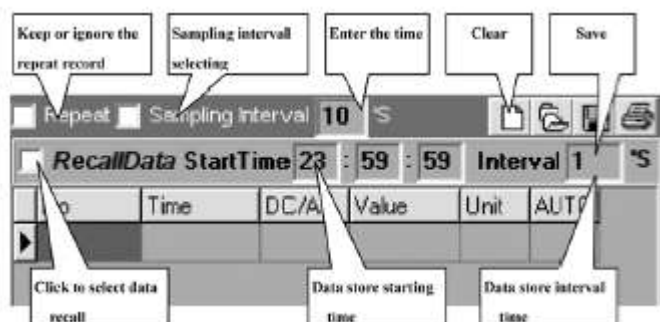 Keep or ignore the
repeat record
Sampling intervall
selecting
Enter the time
Clear
Save
Repeat Sampling Interval 10 "S
RecallData StartTime 23 : 59 : 59 Interval 1 "S
Time DC/A Value Unit AUTO
Click to select data
recall
Data store starting
time
Data store interval
time